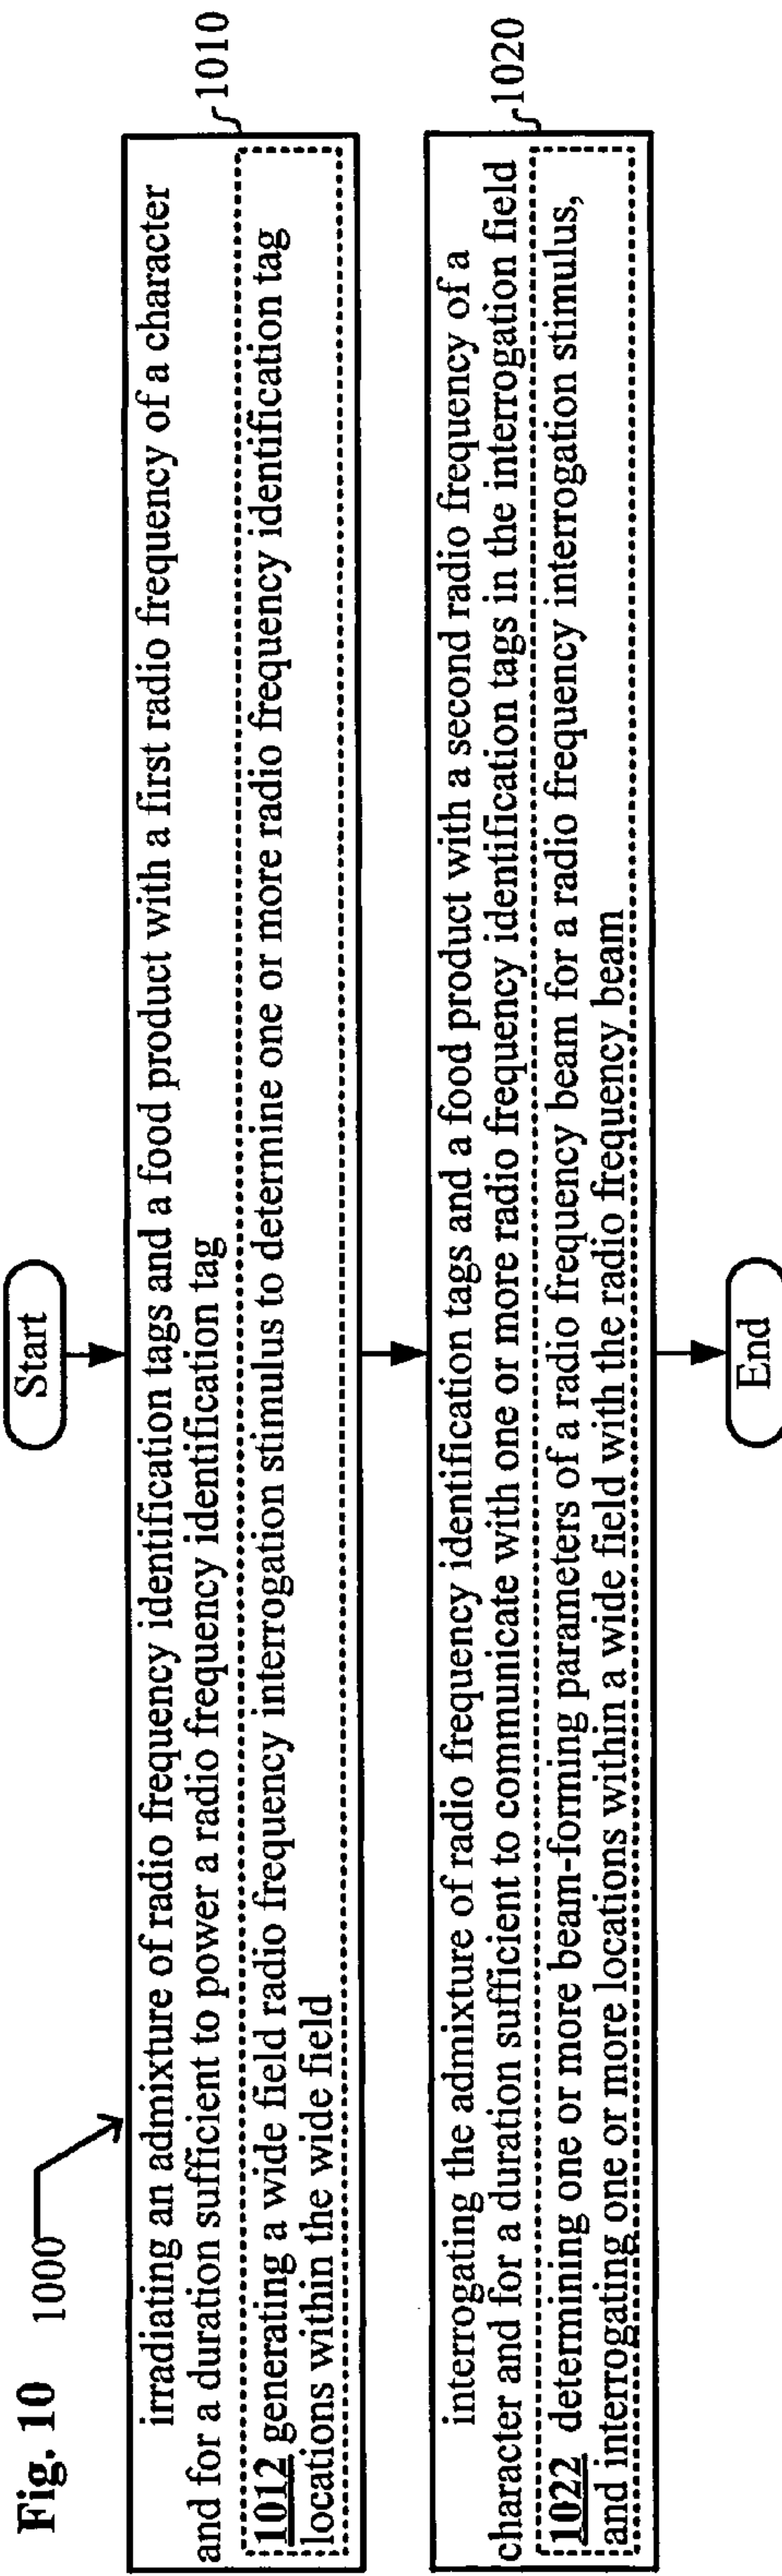 Fig. 10
1000
Start
1010
irradiating an admixture of radio frequency identification tags and a food product with a first radio frequency of a character
and for a duration sufficient to power a radio frequency identification tag
1012 generating a wide field radio frequency interrogation stimulus to determine one or more radio frequency identification tag
locations within the wide field
1020
interrogating the admixture of radio frequency identification tags and a food product with a second radio frequency of a
character and for a duration sufficient to communicate with one or more radio frequency identification tags in the interrogation field
1022 determining one or more beam-forming parameters of a radio frequency beam for a radio frequency interrogation stimulus,
and interrogating one or more locations within a wide field with the radio frequency beam
End